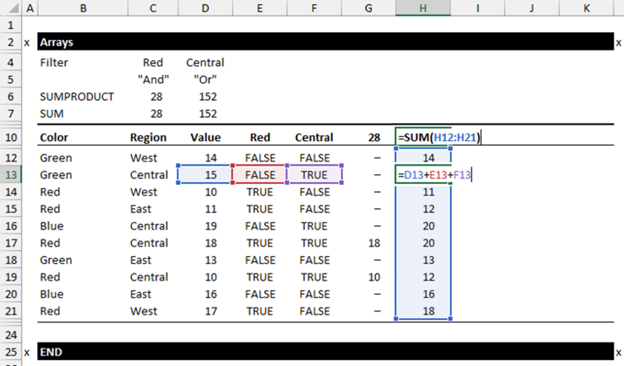 A B C D E F G H I J K
1
2 x Arrays x
4 Filter Red Central
5 "And" "Or"
6 SUMPRODUCT 28 152
7 SUM 28 152
10 Color Region Value Red Central 28 =SUM(H12:H21)
12 Green West 14 FALSE FALSE – 14
13 Green Central 15 FALSE TRUE – =D13+E13+F13
14 Red West 10 TRUE FALSE – 11
15 Red East 11 TRUE FALSE – 12
16 Blue Central 19 FALSE TRUE – 20
17 Red Central 18 TRUE TRUE 18 20
18 Green East 13 FALSE FALSE – 13
19 Red Central 10 TRUE TRUE 10 12
20 Blue East 16 FALSE FALSE – 16
21 Red West 17 TRUE FALSE – 18
24
25 x END x